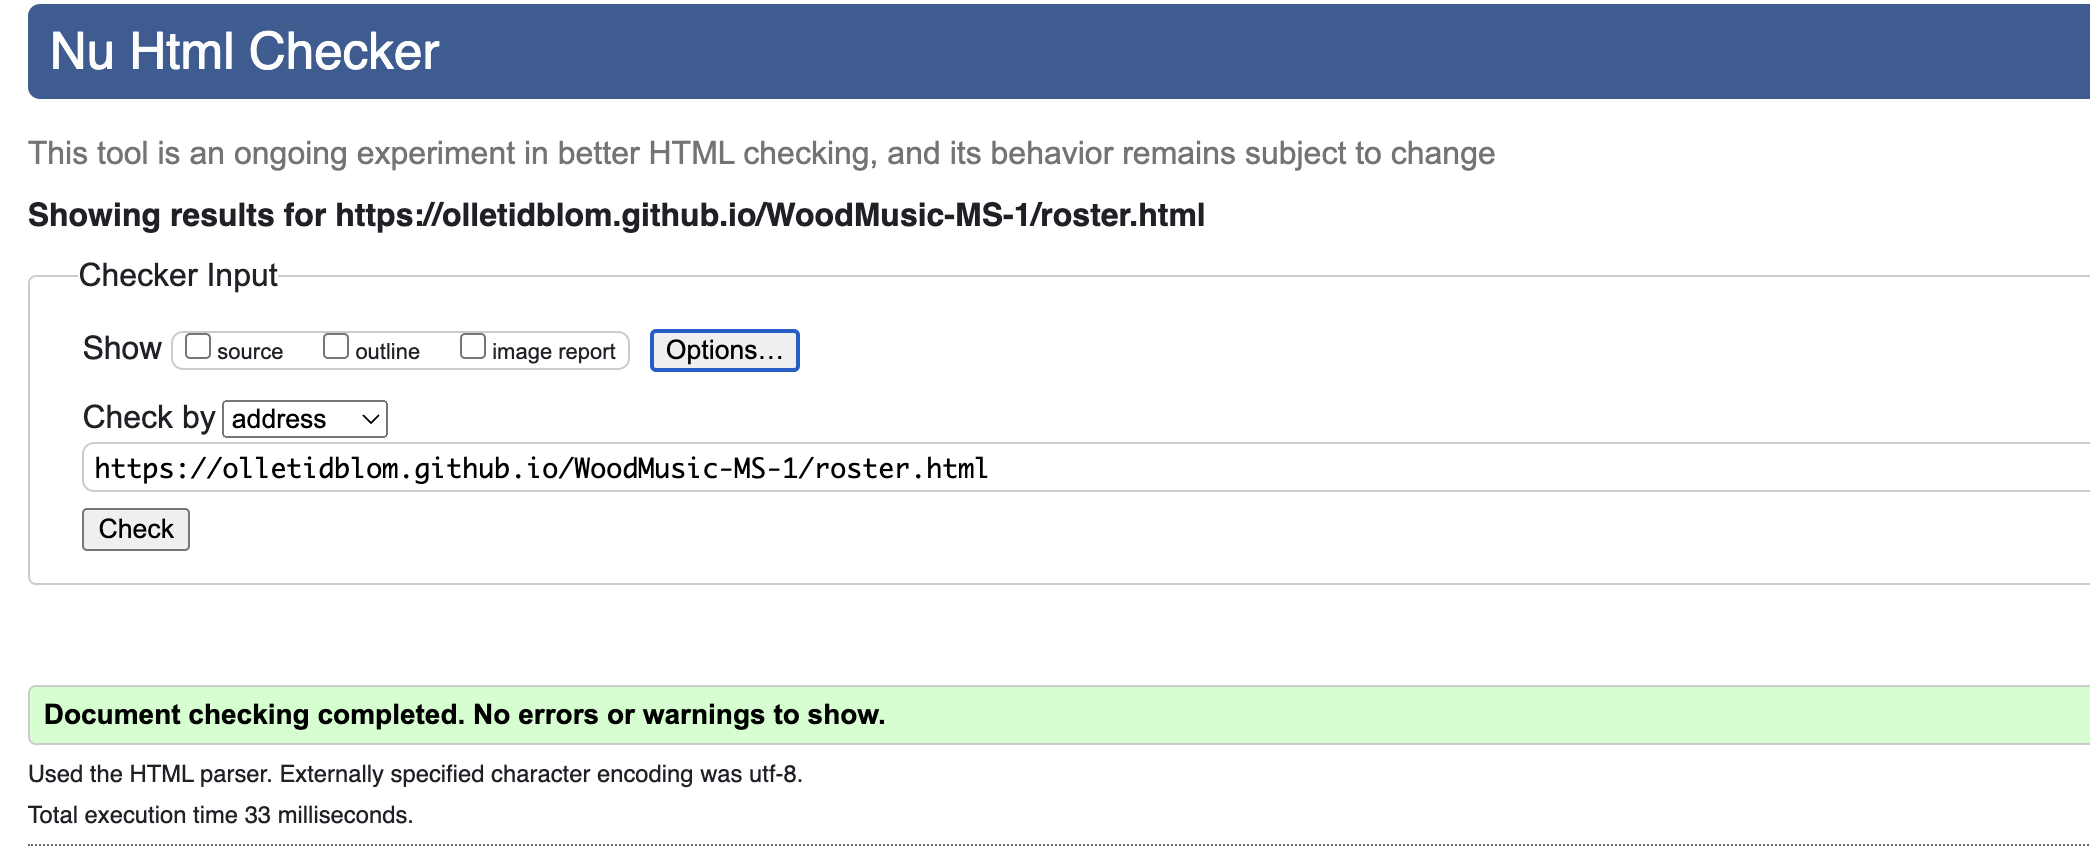 Nu Html Checker
This tool is an ongoing experiment in better HTML checking, and its behavior remains subject to change
Showing results for https://olletidblom.github.io/WoodMusic-MS-1/roster.html
Checker Input
Show source outline image report Options...
Check by address
https://olletidblom.github.io/WoodMusic-MS-1/roster.html
Check
Document checking completed. No errors or warnings to show.
Used the HTML parser. Externally specified character encoding was utf-8.
Total execution time 33 milliseconds.